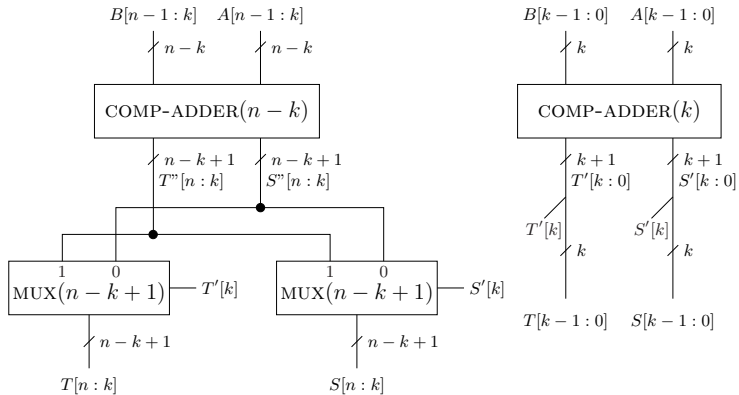 B[n − 1 : k] A[n − 1 : k] B[k − 1 : 0] A[k − 1 : 0]
n − k n − k k k
COMP-ADDER(n − k) COMP-ADDER(k)
n − k + 1 n − k + 1 k + 1 k + 1
T”[n : k] S”[n : k] T′[k : 0] S′[k : 0]
T′[k] S′[k]
k k
1 0 1 0
MUX(n − k + 1) T′[k] MUX(n − k + 1) S′[k]
T[k − 1 : 0] S[k − 1 : 0]
n − k + 1 n − k + 1
T[n : k] S[n : k]